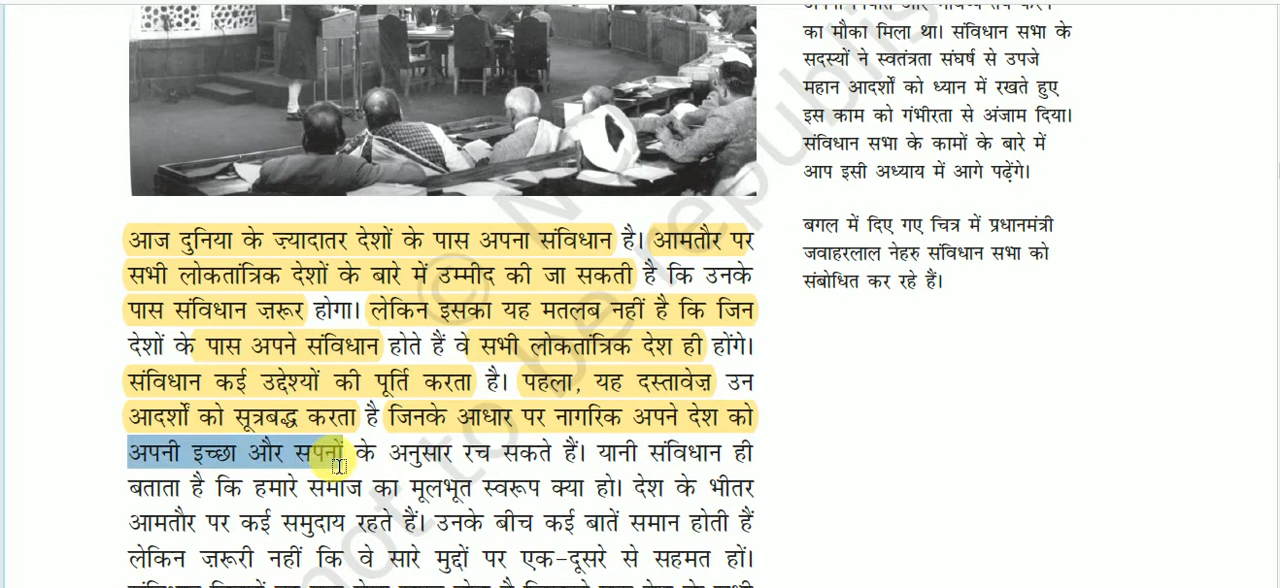 का मौका मिला था। संविधान सभा के
सदस्यों ने स्वतंत्रता संघर्ष से उपजे
महान आदर्शों को ध्यान में रखते हुए
इस काम को गंभीरता से अंजाम दिया।
संविधान सभा के कामों के बारे में
आप इसी अध्याय में आगे पढ़ेंगे।
बगल में दिए गए चित्र में प्रधानमंत्री
जवाहरलाल नेहरु संविधान सभा को
संबोधित कर रहे हैं।
आज दुनिया के ज़्यादातर देशों के पास अपना संविधान है। आमतौर पर
सभी लोकतांत्रिक देशों के बारे में उम्मीद की जा सकती है कि उनके
पास संविधान ज़रूर होगा। लेकिन इसका यह मतलब नहीं है कि जिन
देशों के पास अपने संविधान होते हैं वे सभी लोकतांत्रिक देश ही होंगे।
संविधान कई उद्देश्यों की पूर्ति करता है। पहला, यह दस्तावेज़ उन
आदर्शों को सूत्रबद्ध करता है जिनके आधार पर नागरिक अपने देश को
अपनी इच्छा और सपनों के अनुसार रच सकते हैं। यानी संविधान ही
बताता है कि हमारे समाज का मूलभूत स्वरूप क्या हो। देश के भीतर
आमतौर पर कई समुदाय रहते हैं। उनके बीच कई बातें समान होती हैं
लेकिन ज़रूरी नहीं कि वे सारे मुद्दों पर एक-दूसरे से सहमत हों।
© N
not to be republis